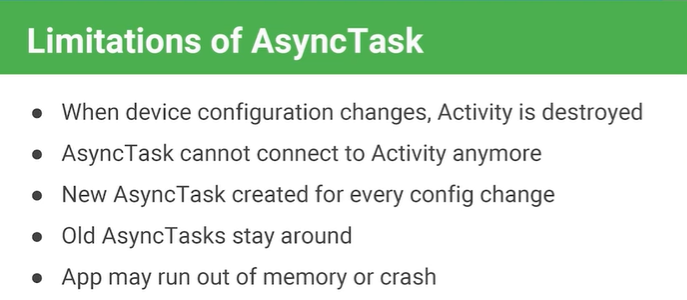 Limitations of AsyncTask
● When device configuration changes, Activity is destroyed
● AsyncTask cannot connect to Activity anymore
● New AsyncTask created for every config change
● Old AsyncTasks stay around
● App may run out of memory or crash